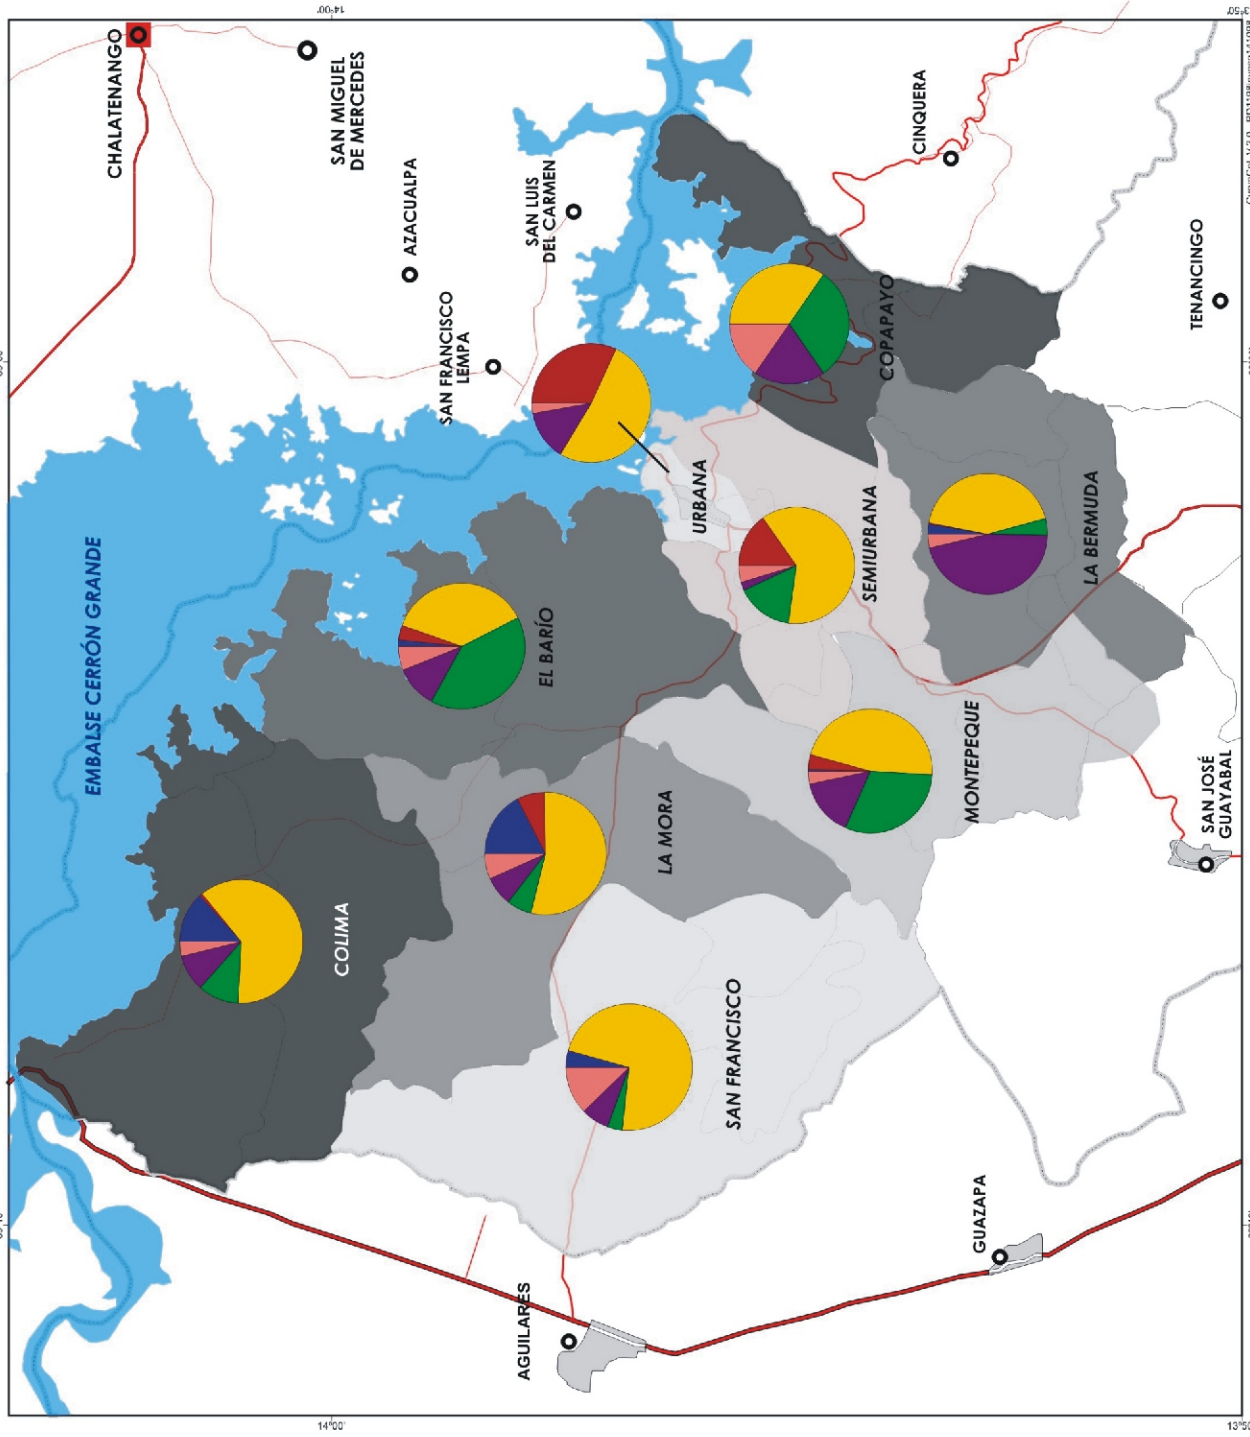 14°00'
CHALATENANGO
SAN MIGUEL
DE MERCEDES
AZACUALPA
SAN LUIS
DEL CARMEN
SAN FRANCISCO
LEMPA
CINQUERA
TENANCINGO
EMBALSE CERRÓN GRANDE
COPAPAYO
URBANA
SEMIURBANA
LA BERMUDA
EL BARÍO
MONTEPEQUE
LA MORA
COLIMA
SAN FRANCISCO
SAN JOSÉ
GUAYABAL
GUAZAPA
AGUILARES
14°00'